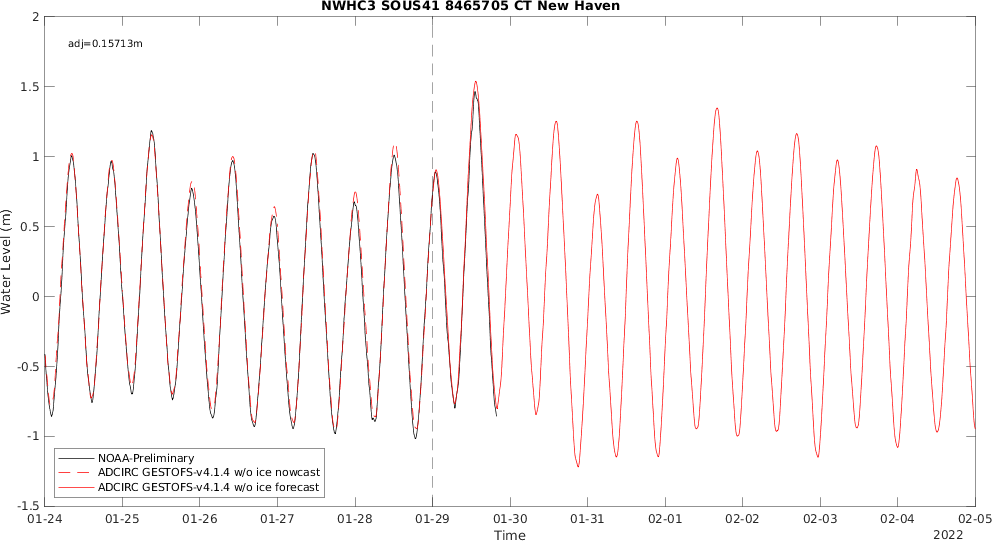 NWHC3 SOUS41 8465705 CT New Haven
2
adj=0.15713m
1.5
1
0.5
0
-0.5
-1
-1.5
Water Level (m)
NOAA-Preliminary
ADCIRC GESTOFS-v4.1.4 w/o ice nowcast
ADCIRC GESTOFS-v4.1.4 w/o ice forecast
01-24 01-25 01-26 01-27 01-28 01-29 01-30 01-31 02-01 02-02 02-03 02-04 02-05
Time
2022